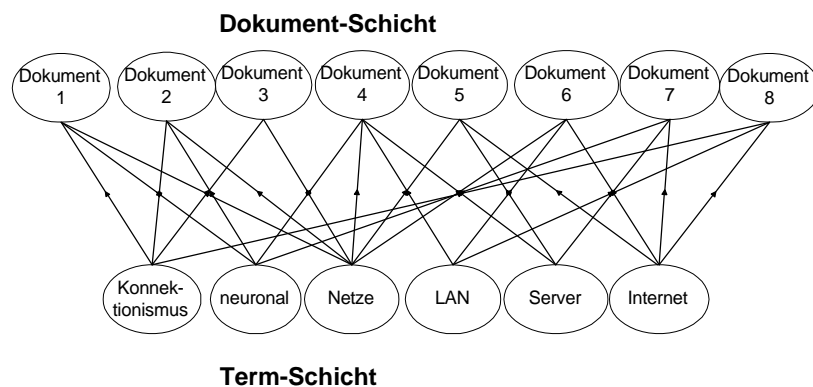 Dokument-Schicht
Dokument
1
Dokument
2
Dokument
3
Dokument
4
Dokument
5
Dokument
6
Dokument
7
Dokument
8
Konnek-
tionismus
neuronal
Netze
LAN
Server
Internet
Term-Schicht